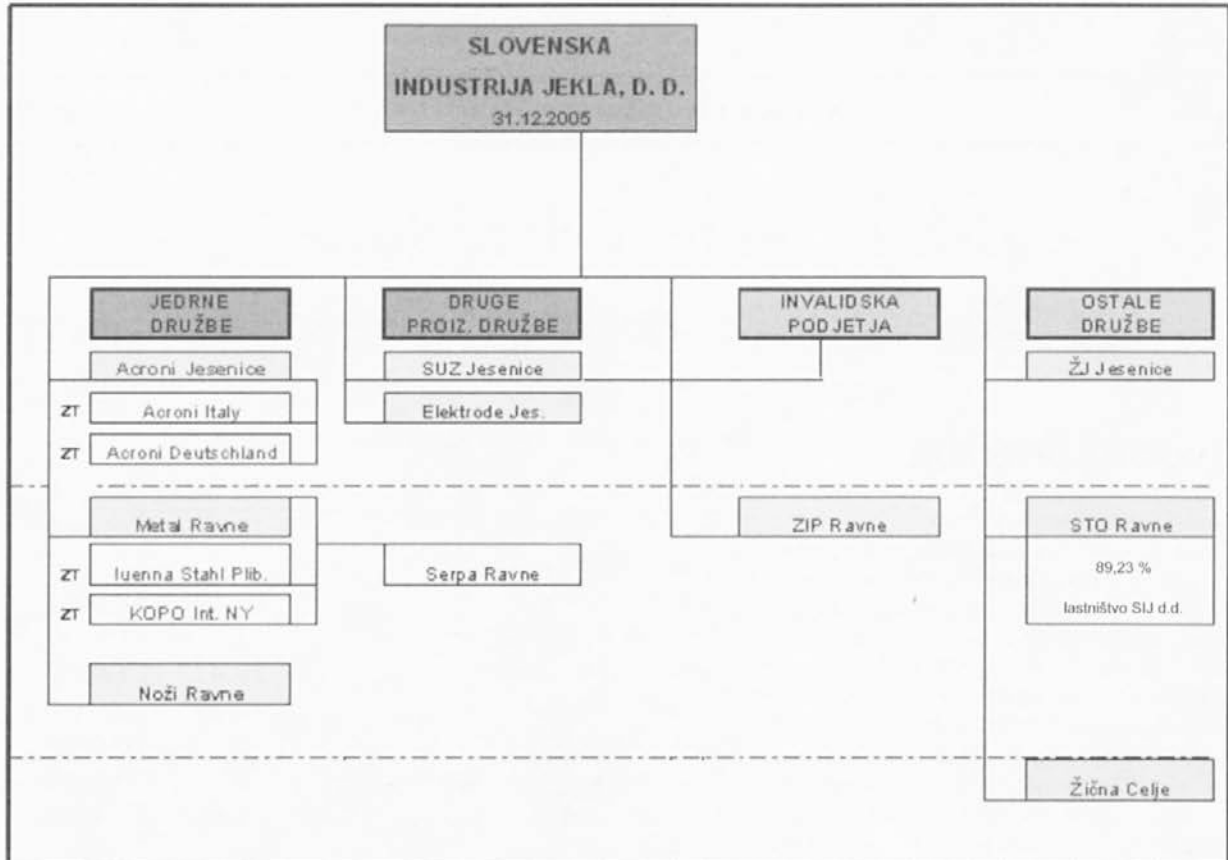 SLOVENSKA
INDUSTRIJA JEKLA, D. D.
31.12.2005
JEDRNE
DRUŽBE
DRUGE
PROIZ. DRUŽBE
INVALIDSKA
PODJETJA
OSTALE
DRUŽBE
Acroni Jesenice
SUZ Jesenice
ŽJ Jesenice
ZT Acroni Italy
Elektrode Jes.
ZT Acroni Deutschland
Metal Ravne
ZIP Ravne
STO Ravne
ZT Iuenna Stahl Plib.
Serpa Ravne
89,23 %
ZT KOPO Int. NY
lastništvo SIJ d.d.
Noži Ravne
Žična Celje